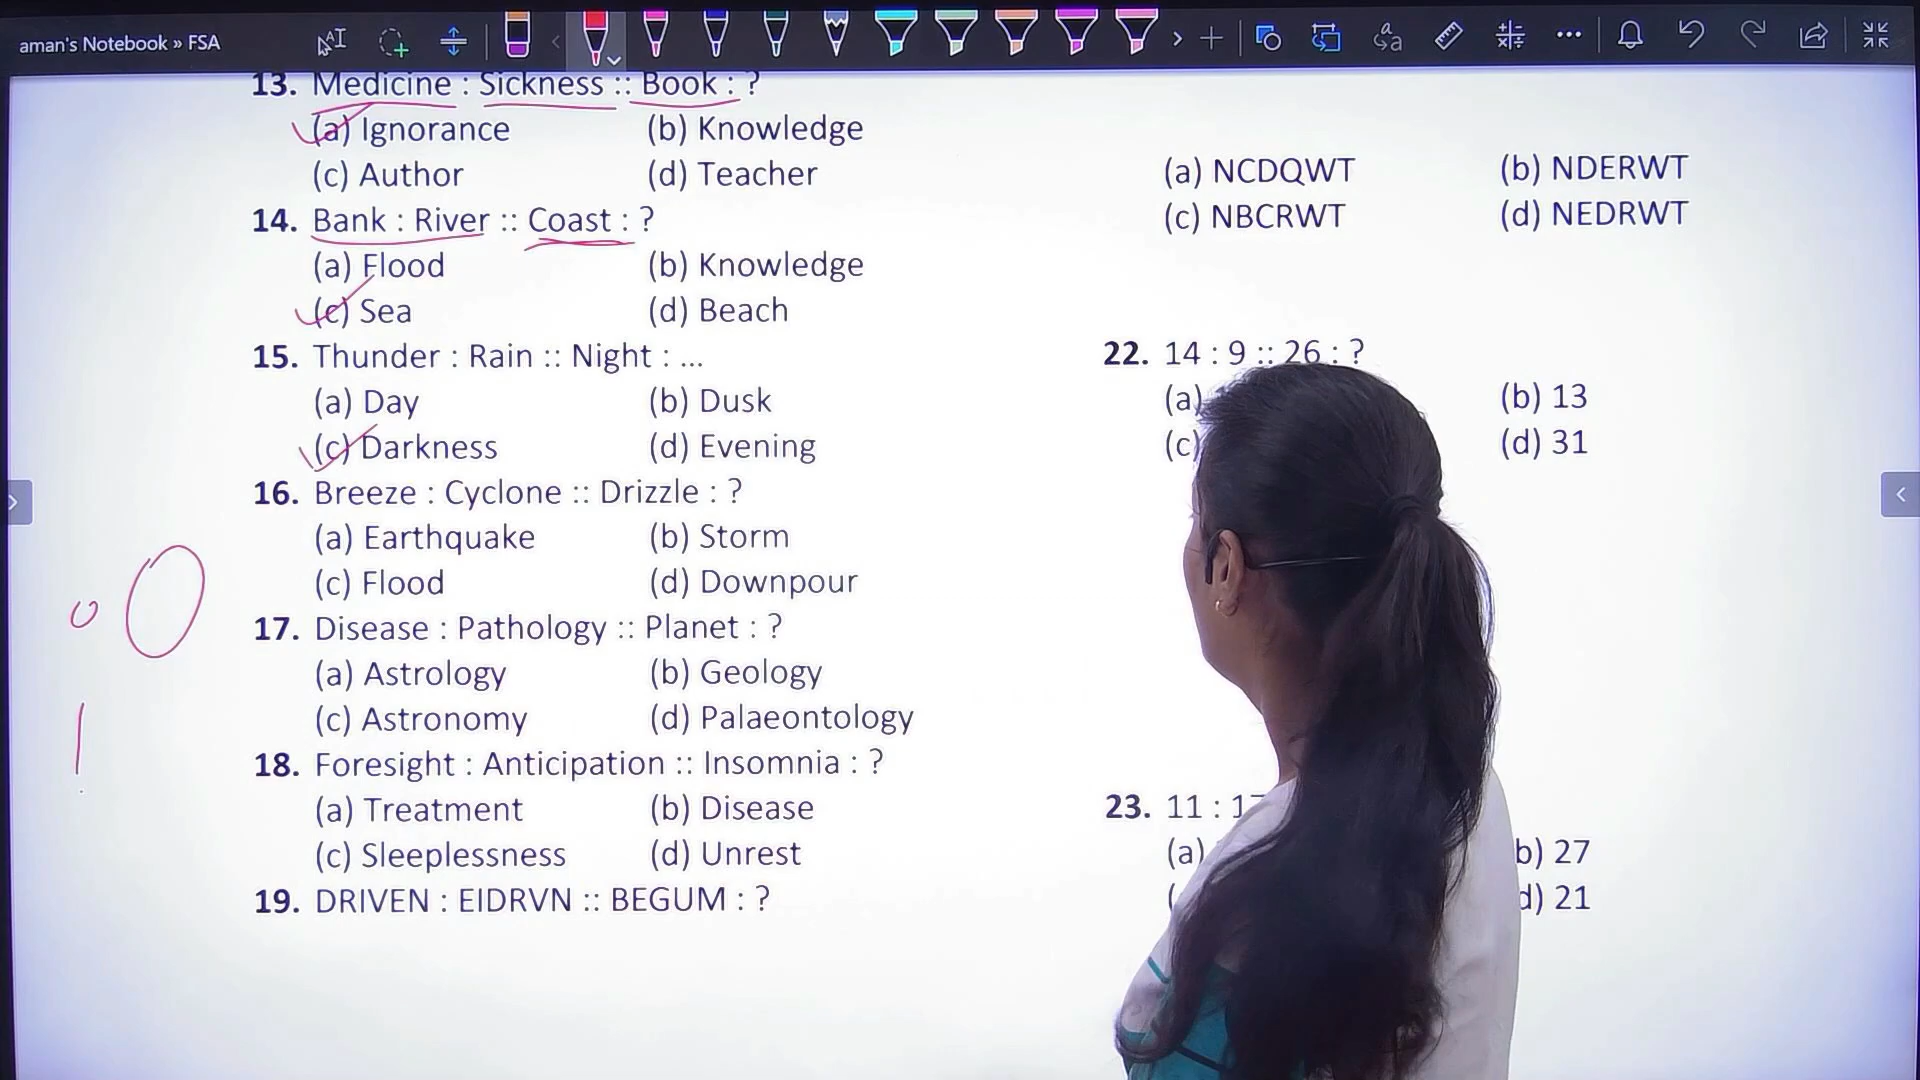 aman's Notebook » FSA
13. Medicine : Sickness :: Book : ?
(a) Ignorance (b) Knowledge
(c) Author (d) Teacher
14. Bank : River :: Coast : ?
(a) Flood (b) Knowledge
(c) Sea (d) Beach
15. Thunder : Rain :: Night : ...
(a) Day (b) Dusk
(c) Darkness (d) Evening
16. Breeze : Cyclone :: Drizzle : ?
(a) Earthquake (b) Storm
(c) Flood (d) Downpour
17. Disease : Pathology :: Planet : ?
(a) Astrology (b) Geology
(c) Astronomy (d) Palaeontology
18. Foresight : Anticipation :: Insomnia : ?
(a) Treatment (b) Disease
(c) Sleeplessness (d) Unrest
19. DRIVEN : EIDRVN :: BEGUM : ?
(a) NCDQWT (b) NDERWT
(c) NBCRWT (d) NEDRWT
22. 14 : 9 :: 26 : ?
(a) (b) 13
(c) (d) 31
23. 11 :
(a) b) 27
d) 21